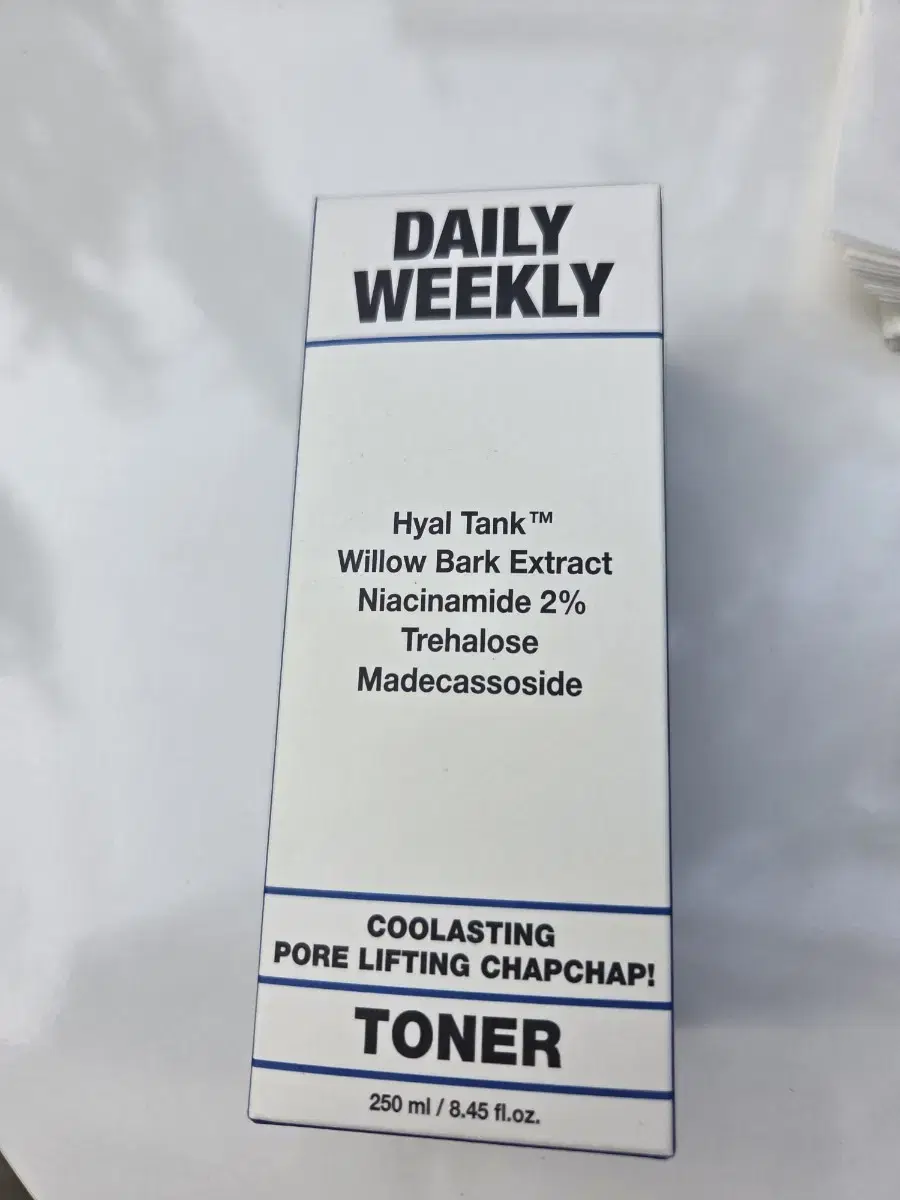 DAILY
WEEKLY
Hyal Tank™
Willow Bark Extract
Niacinamide 2%
Trehalose
Madecassoside
COOLASTING
PORE LIFTING CHAPCHAP!
TONER
250 ml / 8.45 fl.oz.